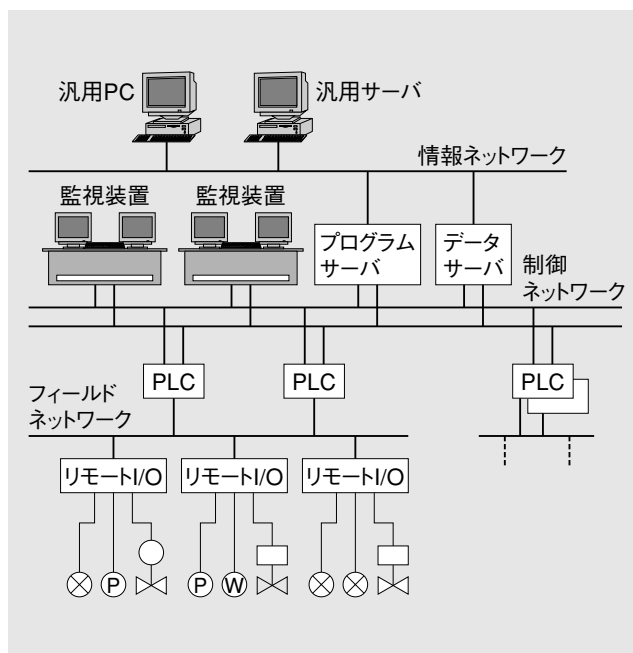 汎用PC
汎用サーバ
情報ネットワーク
監視装置
監視装置
プログラム
サーバ
データ
サーバ
制御
ネットワーク
PLC
PLC
PLC
フィールド
ネットワーク
リモートI/O
リモートI/O
リモートI/O
P
P
W